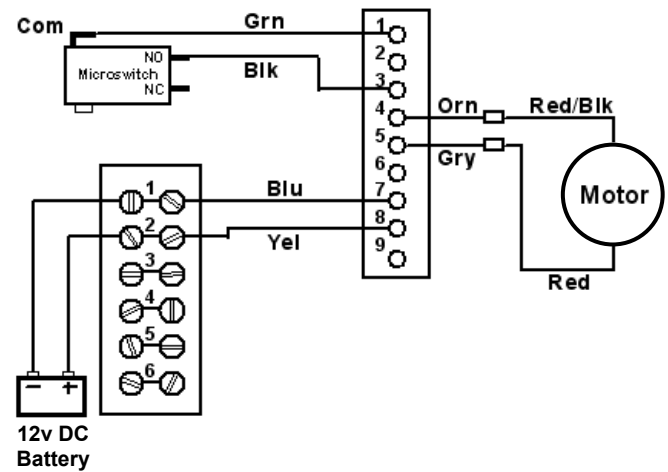 Com
Grn
1
NO
2
Microswitch
Blk
NC
3
4
Orn
Red/Blk
5
Gry
6
1
Blu
7
Motor
2
Yel
8
9
3
Red
4
5
6
− +
12v DC
Battery